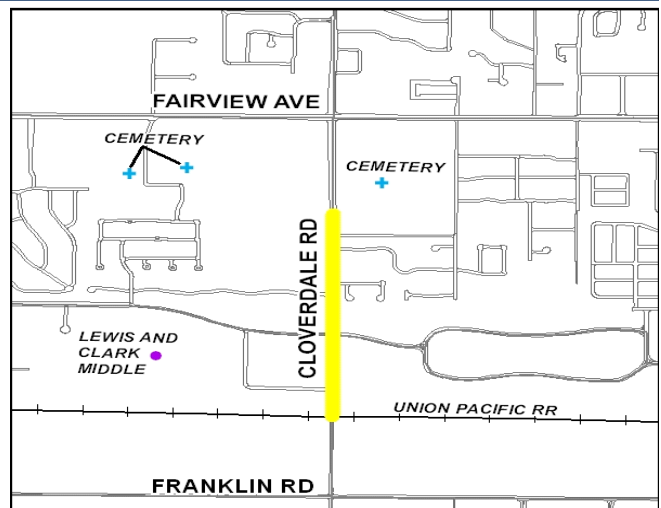 FAIRVIEW AVE
CEMETERY
CEMETERY
CLOVERDALE RD
LEWIS AND
CLARK
MIDDLE
UNION PACIFIC RR
FRANKLIN RD